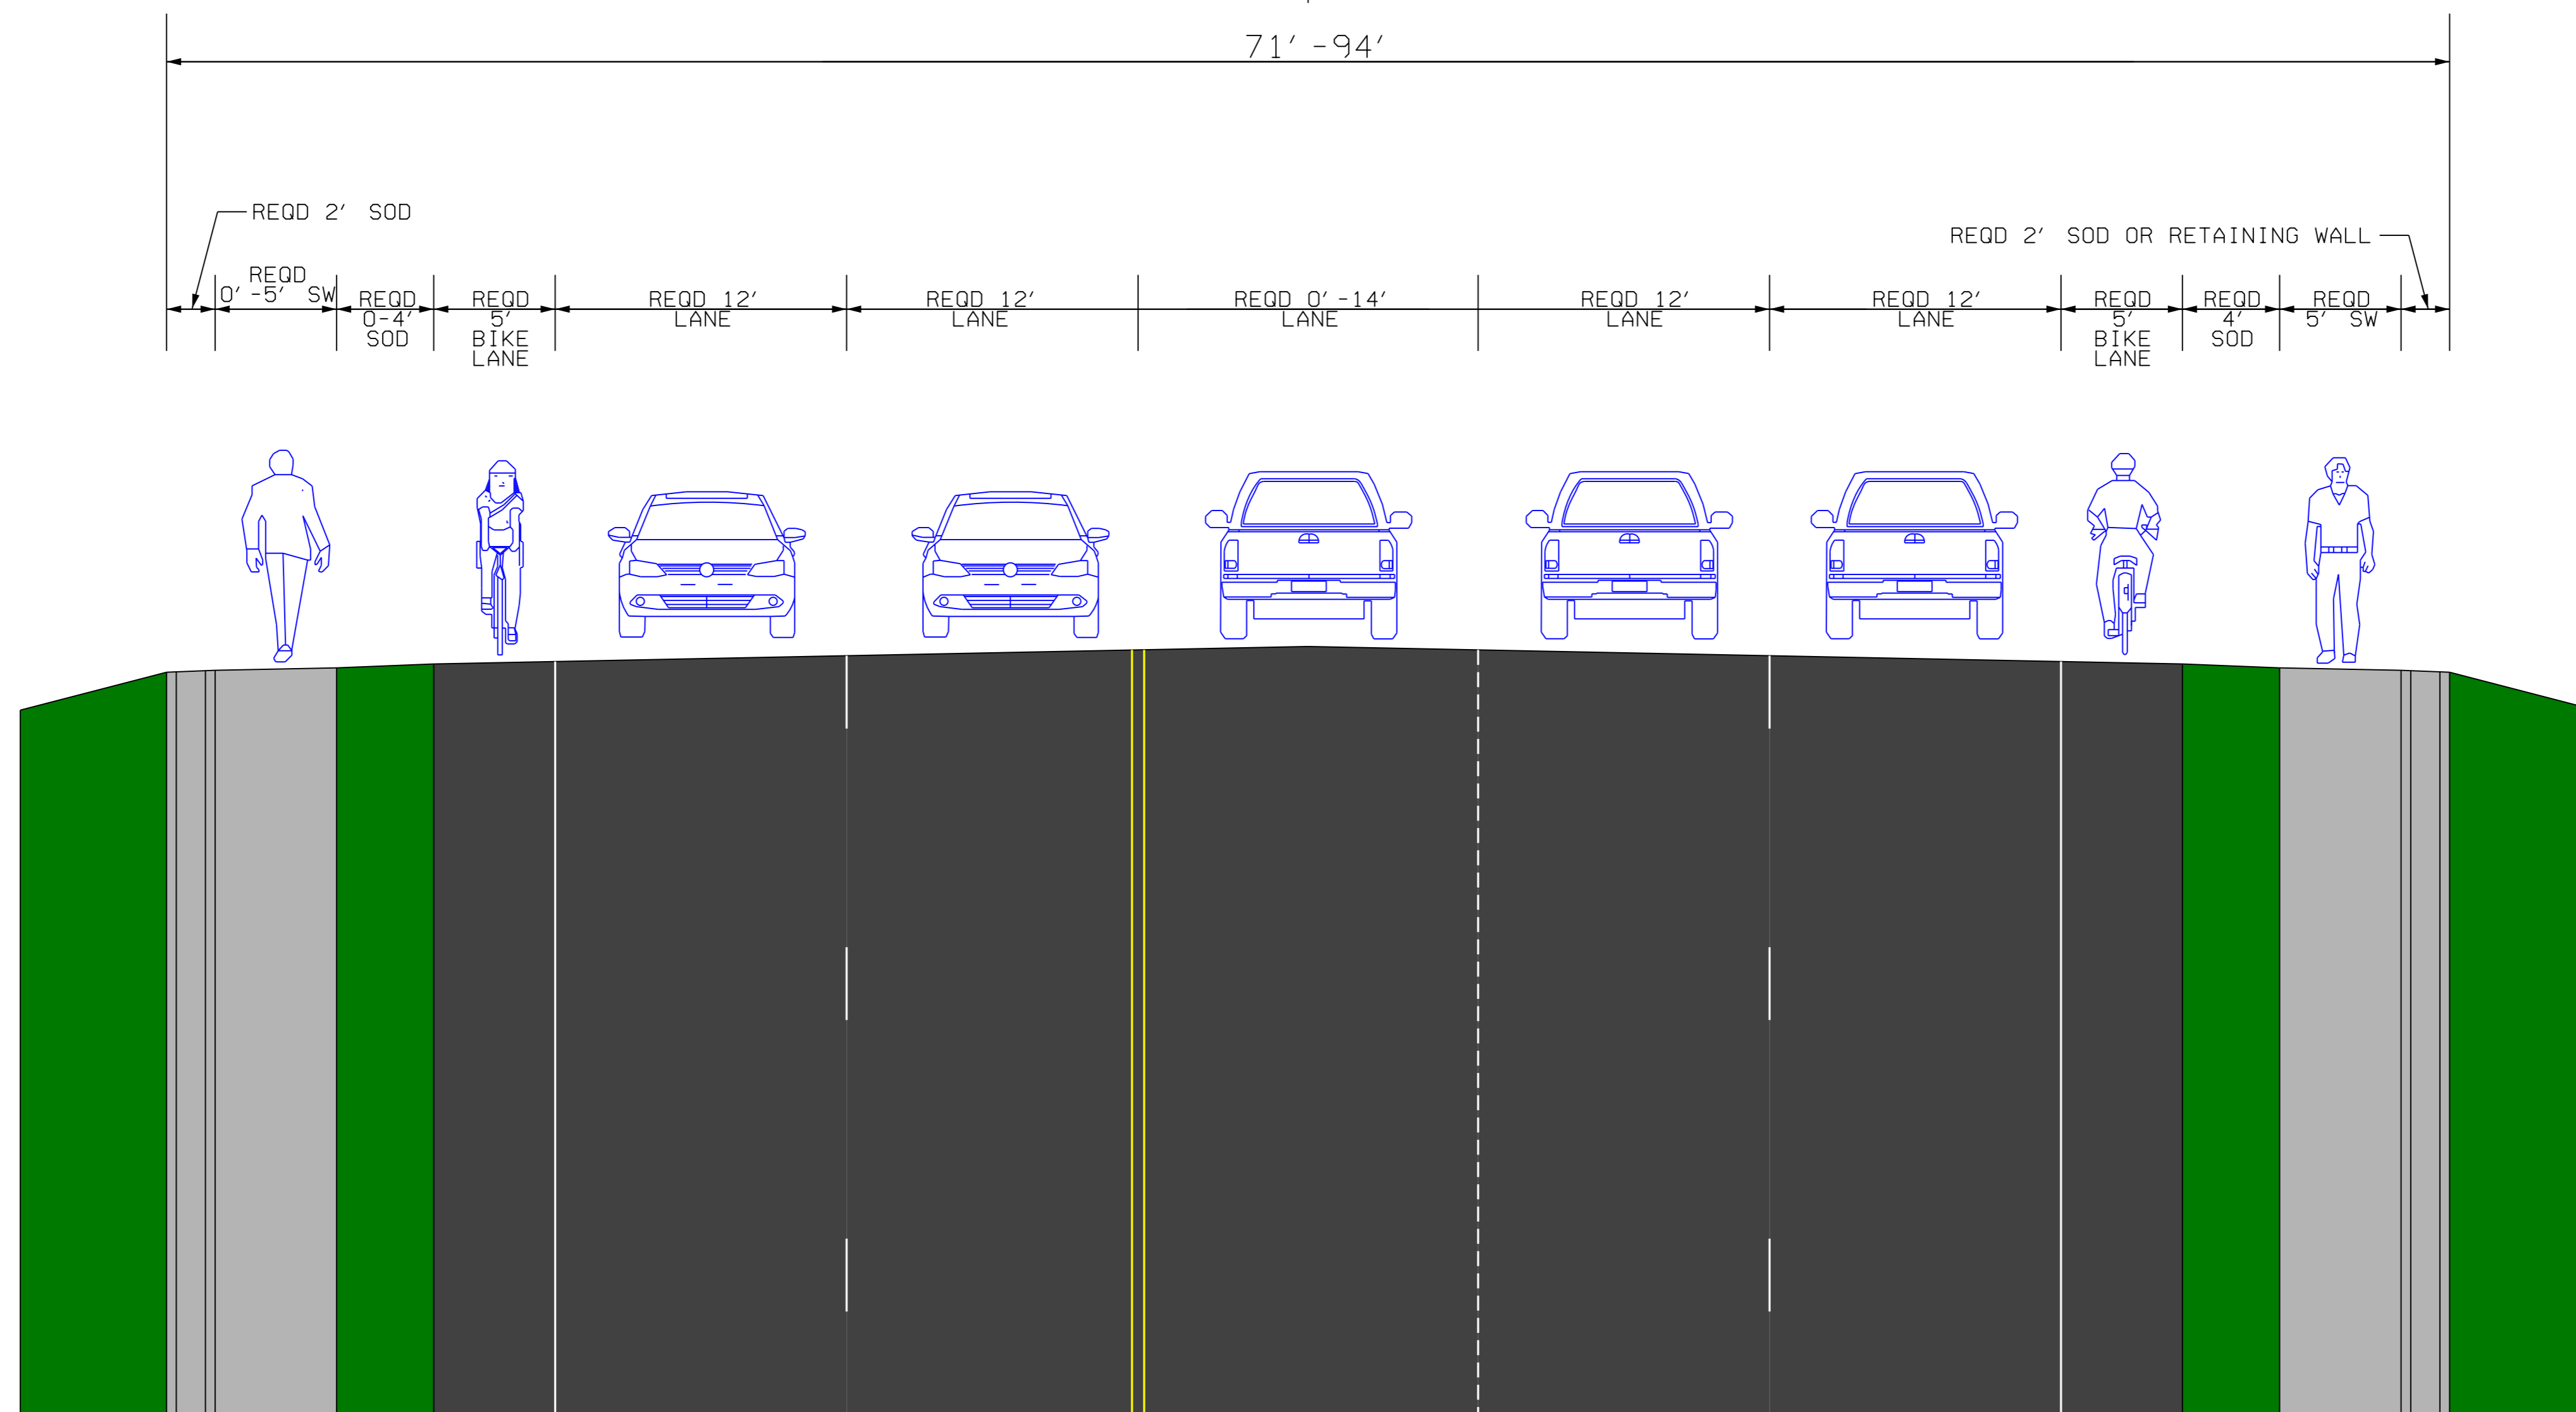 71'-94'
REQD 2' SOD
REQD 2' SOD OR RETAINING WALL
REQD
0'-5' SW
REQD
0-4'
SOD
REQD
5'
BIKE
LANE
REQD 12'
LANE
REQD 12'
LANE
REQD 0'-14'
LANE
REQD 12'
LANE
REQD 12'
LANE
REQD
5'
BIKE
LANE
REQD
4'
SOD
REQD
5' SW